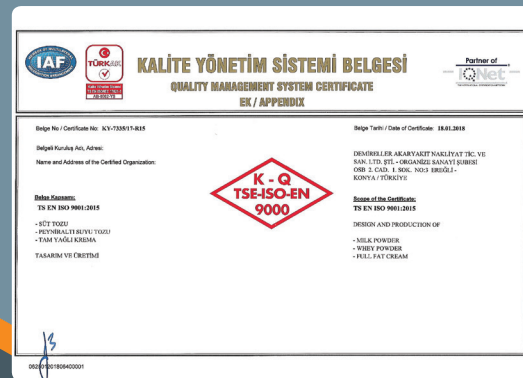 IAF
TÜRKAK
KALİTE YÖNETİM SİSTEMİ BELGESİ
QUALITY MANAGEMENT SYSTEM CERTIFICATE
EK / APPENDIX
Partner of
IQNet
Belge No / Certificate No: KY-7335/17-R15
Belge Tarihi / Date of Certificate: 18.01.2018
Belgeli Kuruluş Adı, Adresi:
Name and Address of the Certified Organization:
DEMİRELLER AKARYAKIT NAKLİYAT TİC. VE
SAN. LTD. ŞTİ. - ORGANİZE SANAYİ ŞUBESİ
OSB 2. CAD. 1. SOK. NO:3 EREĞLİ -
KONYA / TÜRKİYE
K - Q
TSE-ISO-EN
9000
Belge Kapsamı:
TS EN ISO 9001:2015
- SÜT TOZU
- PEYNİRALTI SUYU TOZU
- TAM YAĞLI KREMA
TASARIM VE ÜRETİMİ
Scope of the Certificate:
TS EN ISO 9001:2015
DESIGN AND PRODUCTION OF
- MILK POWDER
- WHEY POWDER
- FULL FAT CREAM